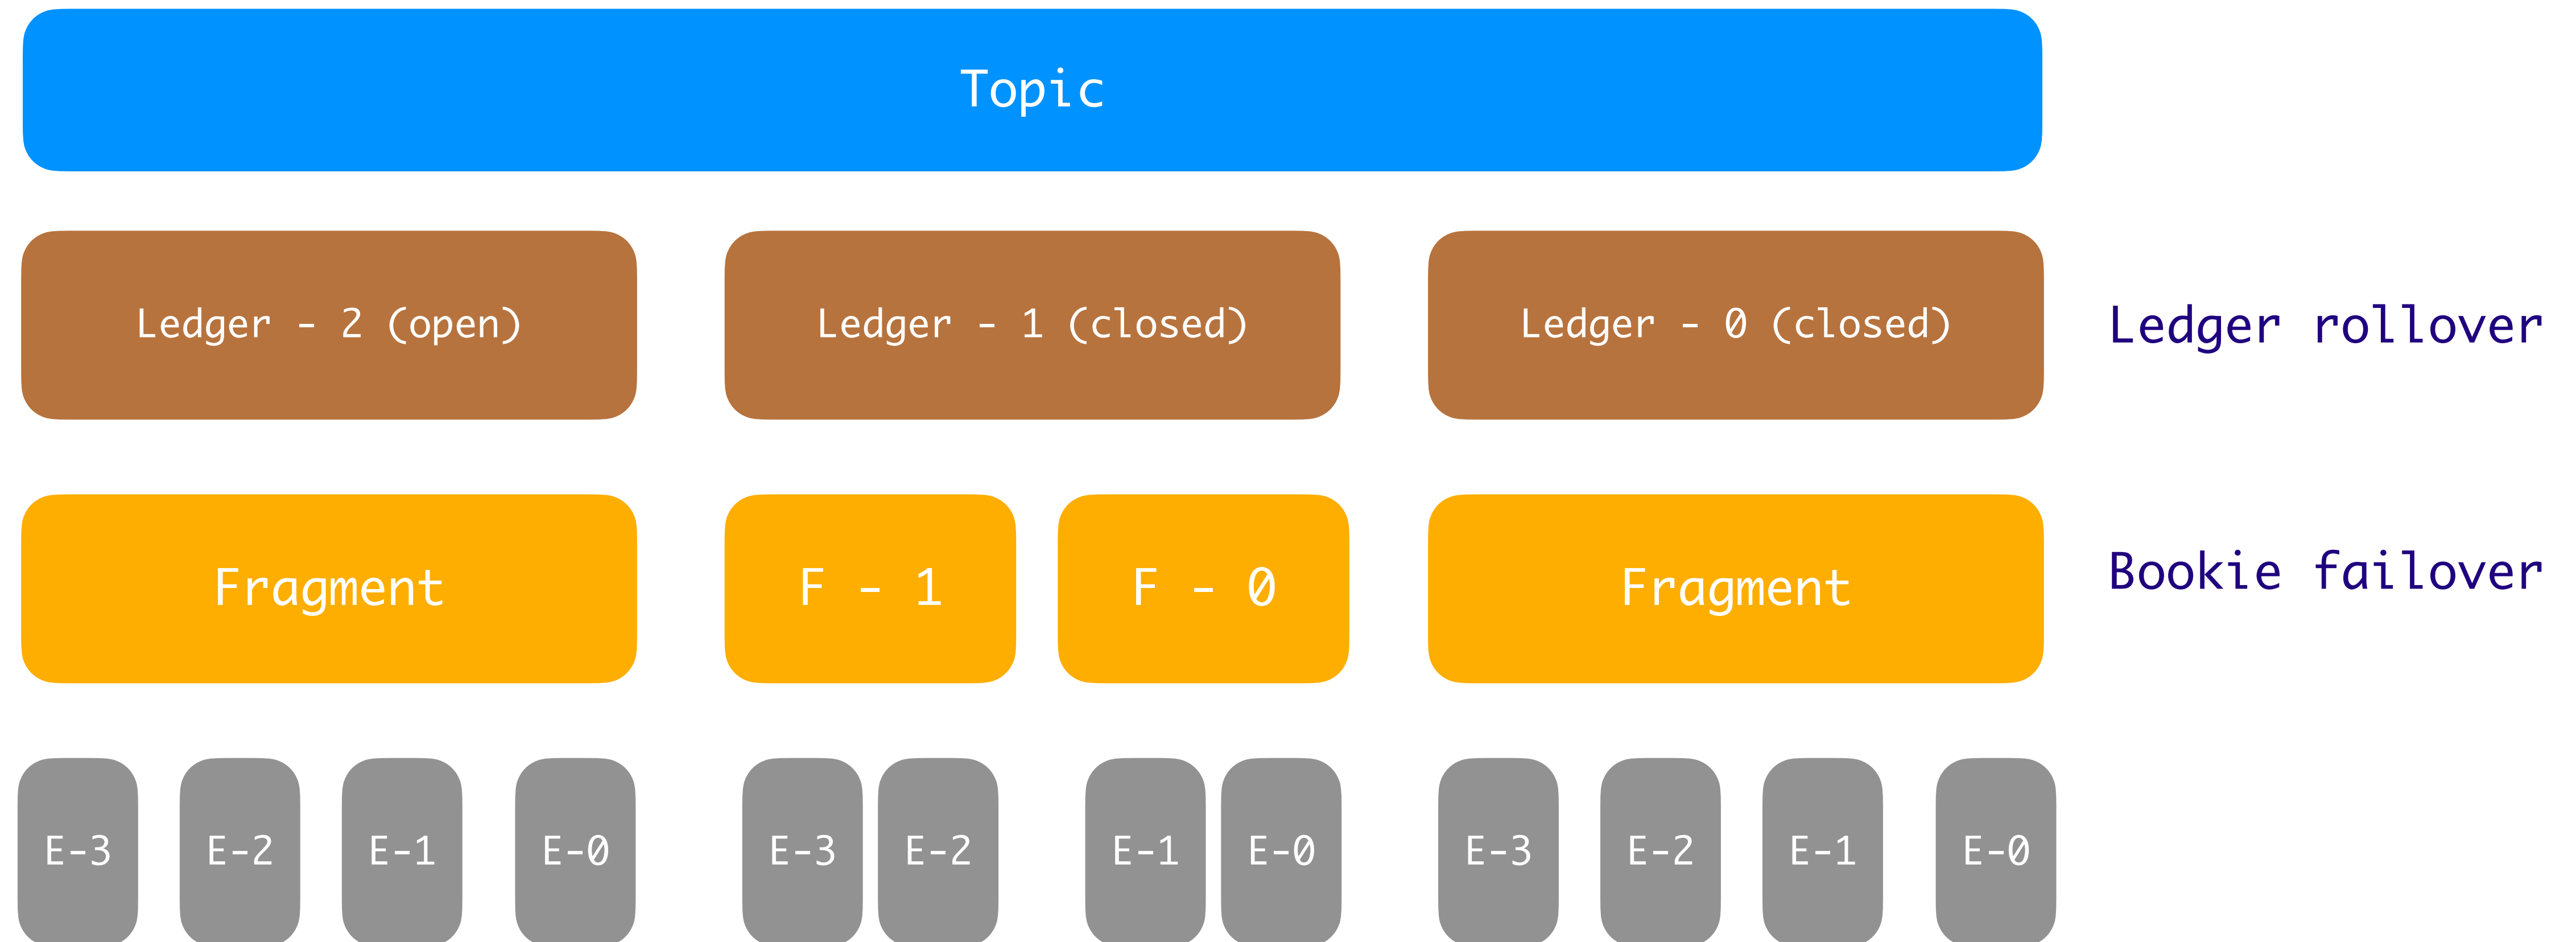 Topic
Ledger - 2 (open)
Ledger - 1 (closed)
Ledger - 0 (closed)
Ledger rollover
Fragment
F - 1
F - 0
Fragment
Bookie failover
E-3
E-2
E-1
E-0
E-3
E-2
E-1
E-0
E-3
E-2
E-1
E-0